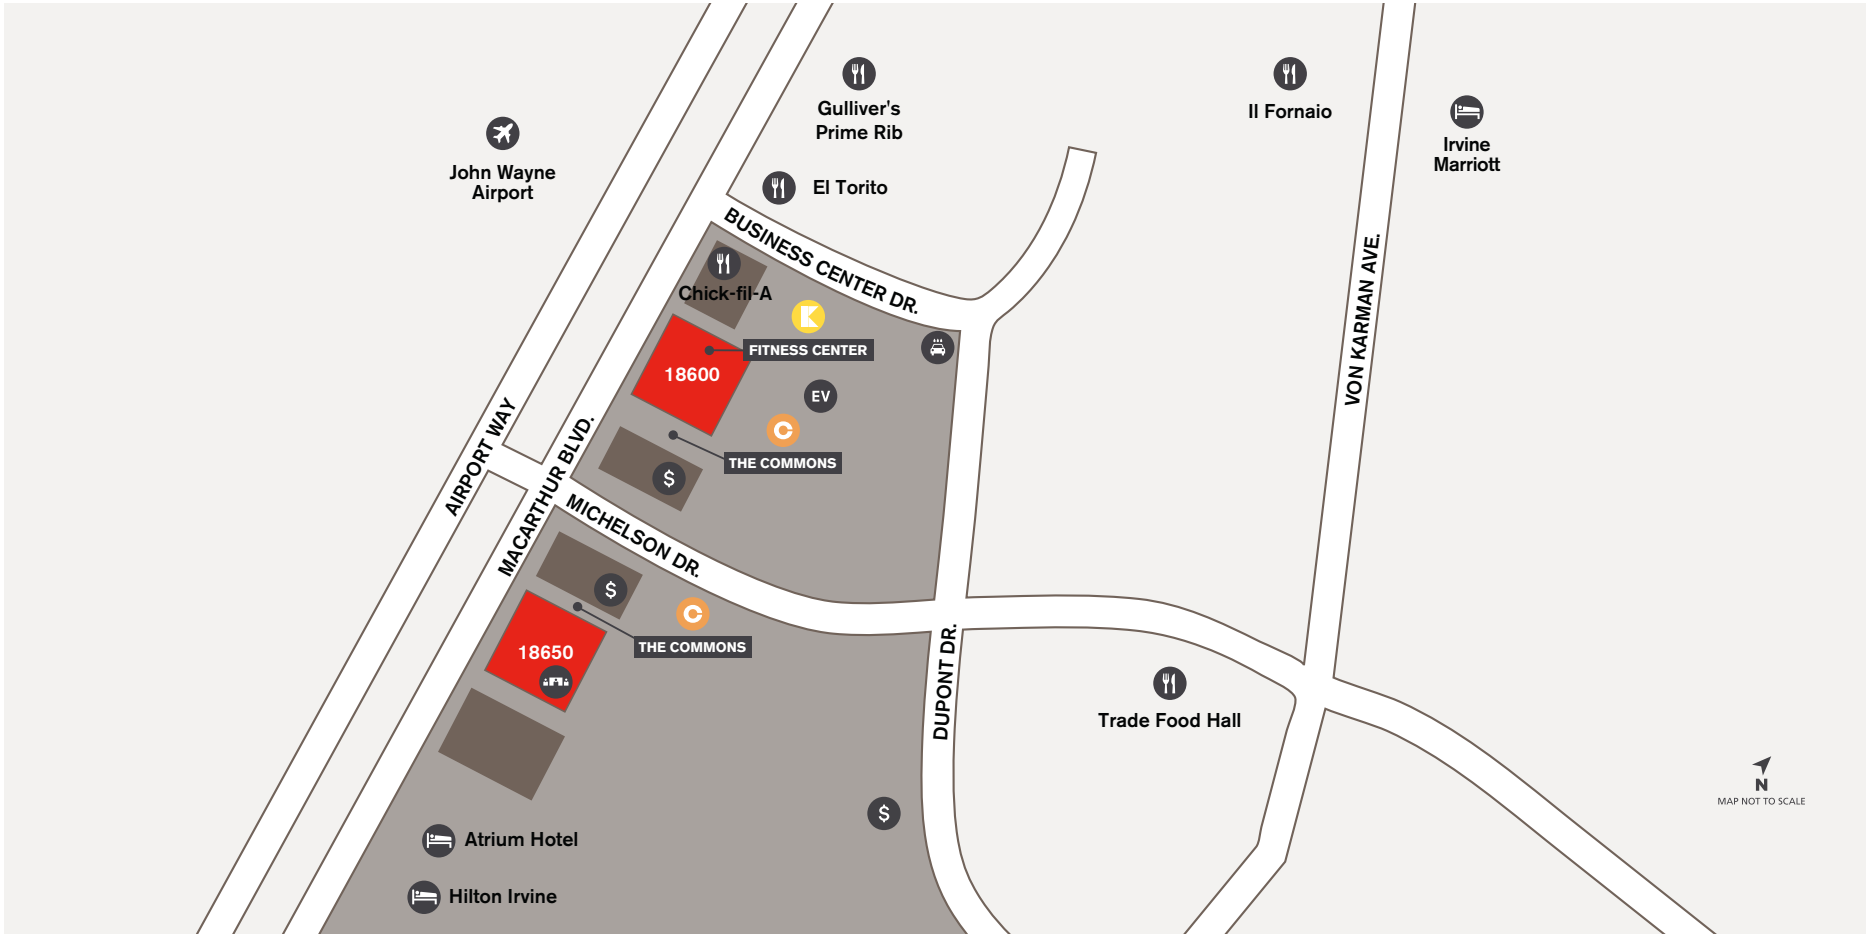 Gulliver's
Prime Rib
Il Fornaio
Irvine
Marriott
John Wayne
Airport
El Torito
BUSINESS CENTER DR.
Chick-fil-A
K
FITNESS CENTER
18600
EV
C
THE COMMONS
$
VON KARMAN AVE.
AIRPORT WAY
MACARTHUR BLVD.
MICHELSON DR.
$
C
THE COMMONS
18650
DUPONT DR.
Trade Food Hall
$
N
MAP NOT TO SCALE
Atrium Hotel
Hilton Irvine